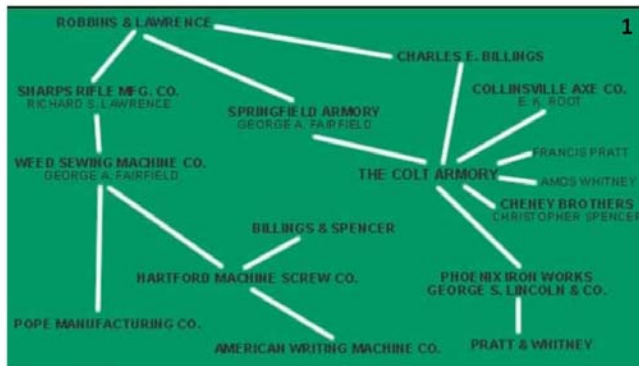 1
ROBBINS & LAWRENCE
CHARLES E. BILLINGS
SHARPS RIFLE MFG. CO.
RICHARD S. LAWRENCE
COLLINSVILLE AXE CO.
E. K. ROOT
SPRINGFIELD ARMORY
GEORGE A. FAIRFIELD
FRANCIS PRATT
WEED SEWING MACHINE CO.
GEORGE A. FAIRFIELD
THE COLT ARMORY
AMOS WHITNEY
CHENEY BROTHERS
CHRISTOPHER SPENCER
BILLINGS & SPENCER
HARTFORD MACHINE SCREW CO.
PHOENIX IRON WORKS
GEORGE S. LINCOLN & CO.
POPE MANUFACTURING CO.
AMERICAN WRITING MACHINE CO.
PRATT & WHITNEY